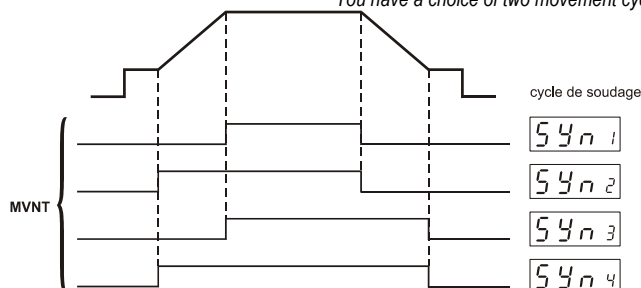 You have a choice of two movement cyc
cycle de soudage
SYn 1
SYn 2
MVNT
SYn 3
SYn 4